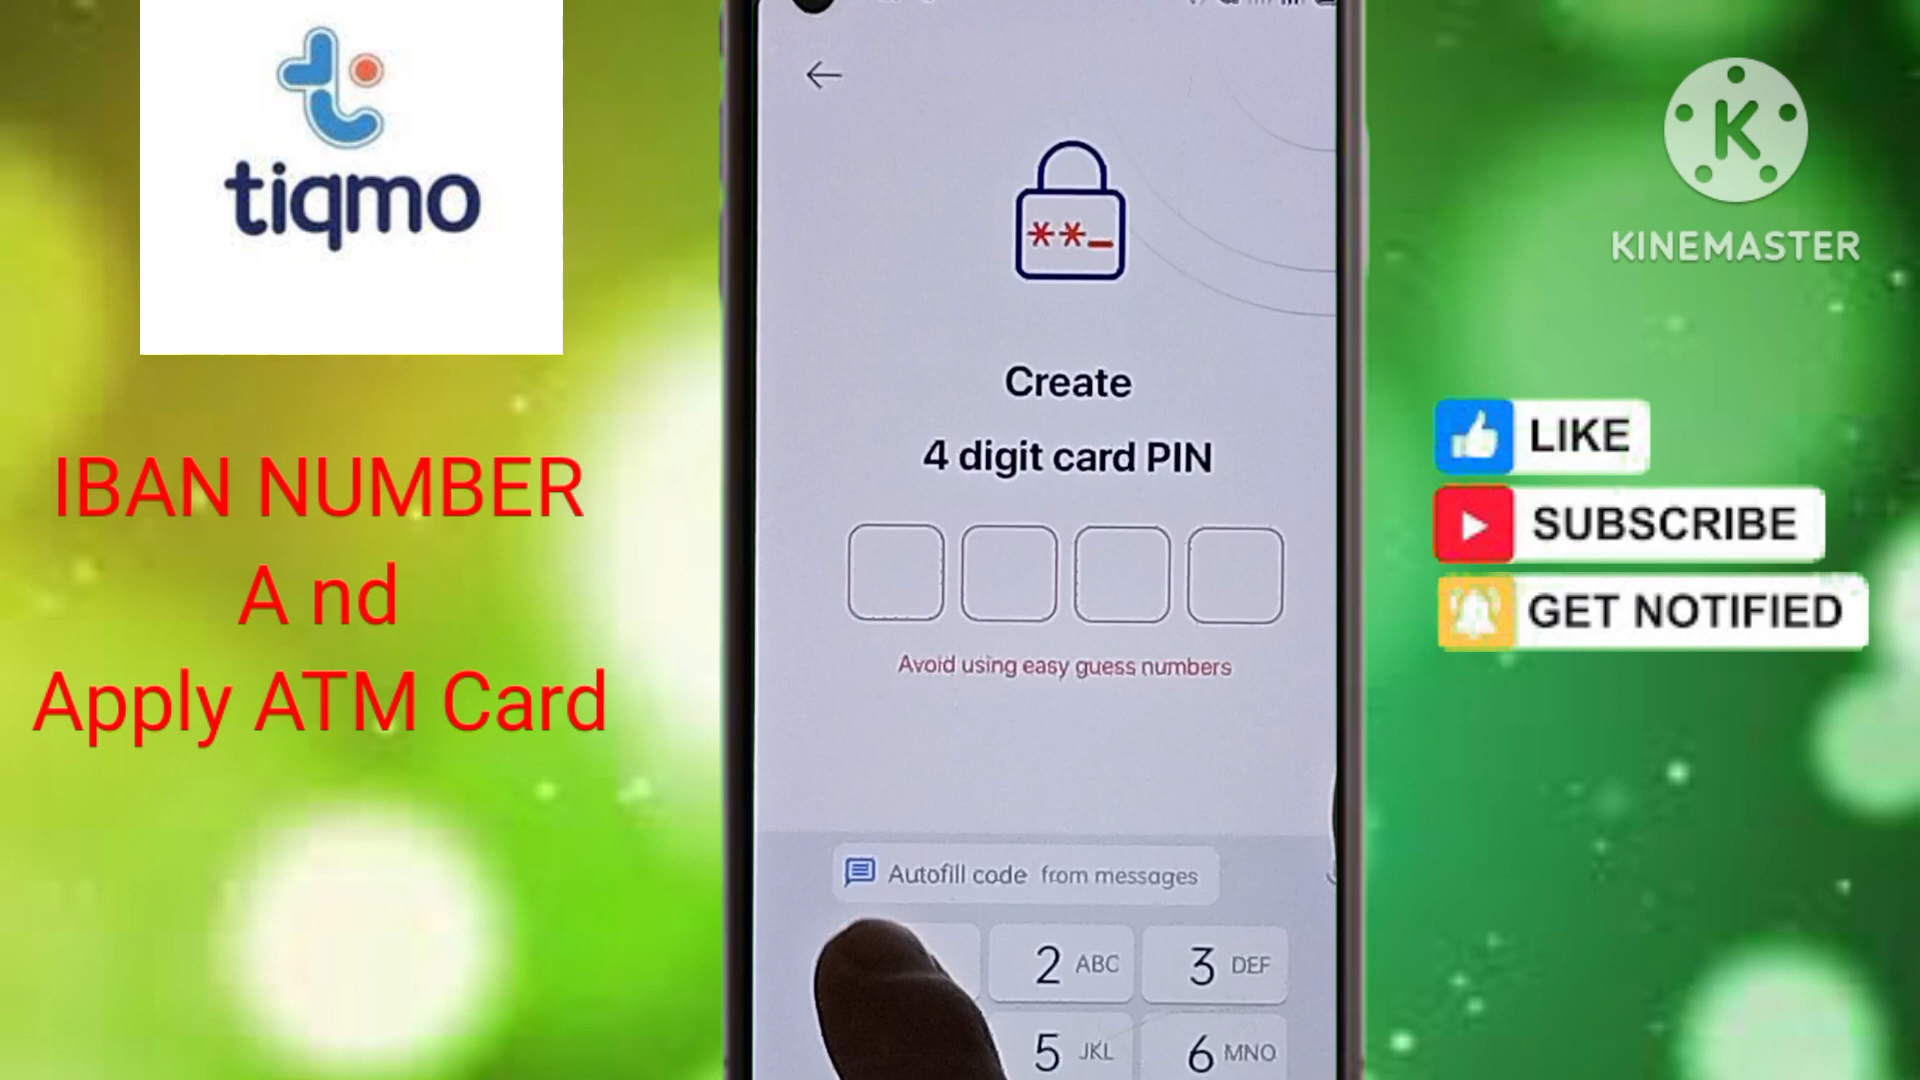 tiqmo
IBAN NUMBER
A nd
Apply ATM Card
**_
Create
4 digit card PIN
Avoid using easy guess numbers
Autofill code from messages
2 ABC
3 DEF
5 JKL
6 MNO
K
KINEMASTER
LIKE
SUBSCRIBE
GET NOTIFIED